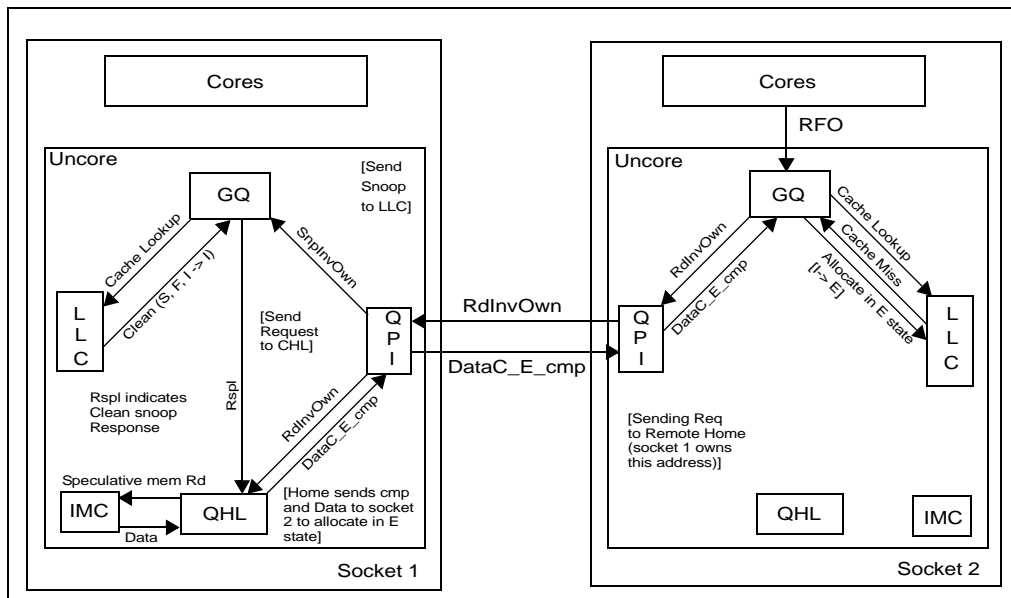 Cores
Uncore
GQ
[Send
Snoop
to LLC]
Cache Lookup
Clean (S, F, I -> I)
SnpInvOwn
L
L
C
[Send
Request
to CHL]
Q
P
I
Rspl
Rspl indicates
Clean snoop
Response
RdInvOwn
DataC_E_cmp
Speculative mem Rd
IMC
Data
QHL
[Home sends cmp
and Data to socket
2 to allocate in E
state]
Socket 1
RdInvOwn
DataC_E_cmp
Cores
RFO
Uncore
GQ
RdInvOwn
DataC_E_cmp
Cache Lookup
Cache Miss
Allocate in E state
[I-> E]
Q
P
I
L
L
C
[Sending Req
to Remote Home
(socket 1 owns
this address)]
QHL
IMC
Socket 2